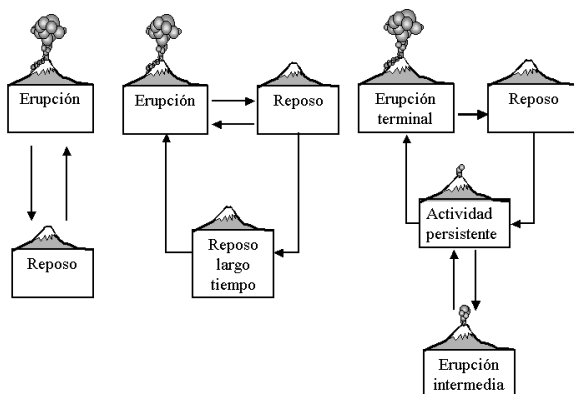 Erupción
Reposo
Erupción
Reposo
Reposo
largo
tiempo
Erupción
terminal
Reposo
Actividad
persistente
Erupción
intermedia